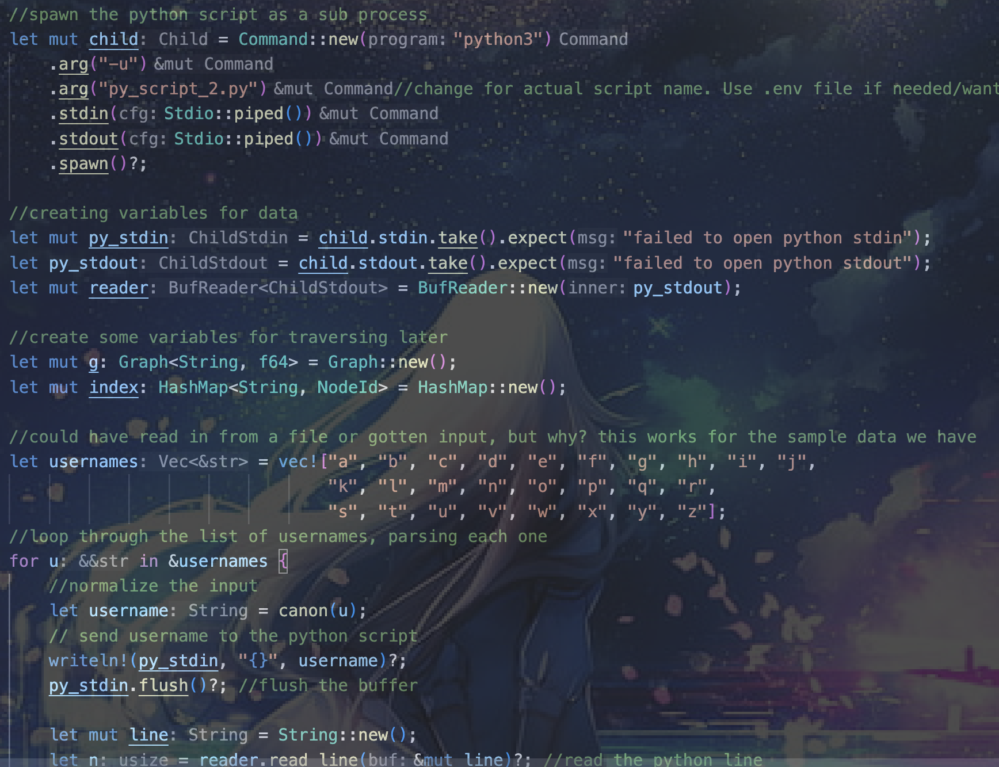 //spawn the python script as a sub process
let mut child: Child = Command::new(program: "python3") Command
.arg("-u") &mut Command
.arg("py_script_2.py") &mut Command//change for actual script name. Use .env file if needed/want
.stdin(cfg: Stdio::piped()) &mut Command
.stdout(cfg: Stdio::piped()) &mut Command
.spawn()?;
//creating variables for data
let mut py_stdin: ChildStdin = child.stdin.take().expect(msg: "failed to open python stdin");
let py_stdout: ChildStdout = child.stdout.take().expect(msg: "failed to open python stdout");
let mut reader: BufReader<ChildStdout> = BufReader::new(inner: py_stdout);
//create some variables for traversing later
let mut g: Graph<String, f64> = Graph::new();
let mut index: HashMap<String, NodeId> = HashMap::new();
//could have read in from a file or gotten input, but why? this works for the sample data we have
let usernames: Vec<&str> = vec!["a", "b", "c", "d", "e", "f", "g", "h", "i", "j",
"k", "l", "m", "n", "o", "p", "q", "r",
"s", "t", "u", "v", "w", "x", "y", "z"];
//loop through the list of usernames, parsing each one
for u: &&str in &usernames {
//normalize the input
let username: String = canon(u);
// send username to the python script
writeln!(py_stdin, "{}", username)?;
py_stdin.flush()?; //flush the buffer
let mut line: String = String::new();
let n: usize = reader.read_line(buf: &mut line)?; //read the python line